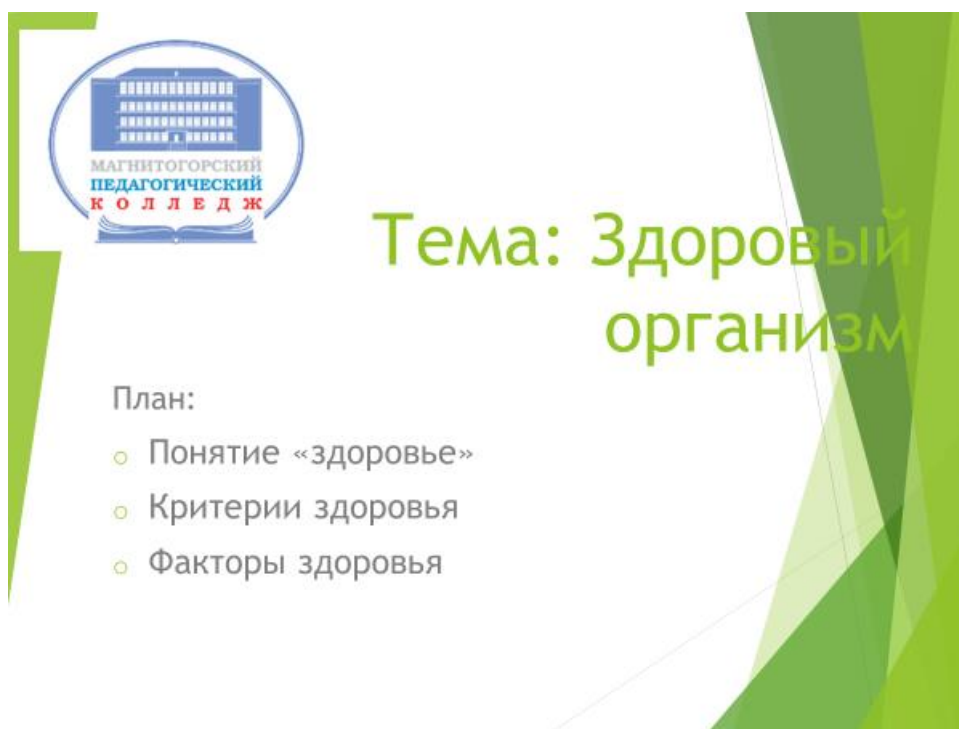 МАГНИТОГОРСКИЙ
ПЕДАГОГИЧЕСКИЙ
КОЛЛЕДЖ
Тема: Здоровый
организм
План:
Понятие «здоровье»
Критерии здоровья
Факторы здоровья